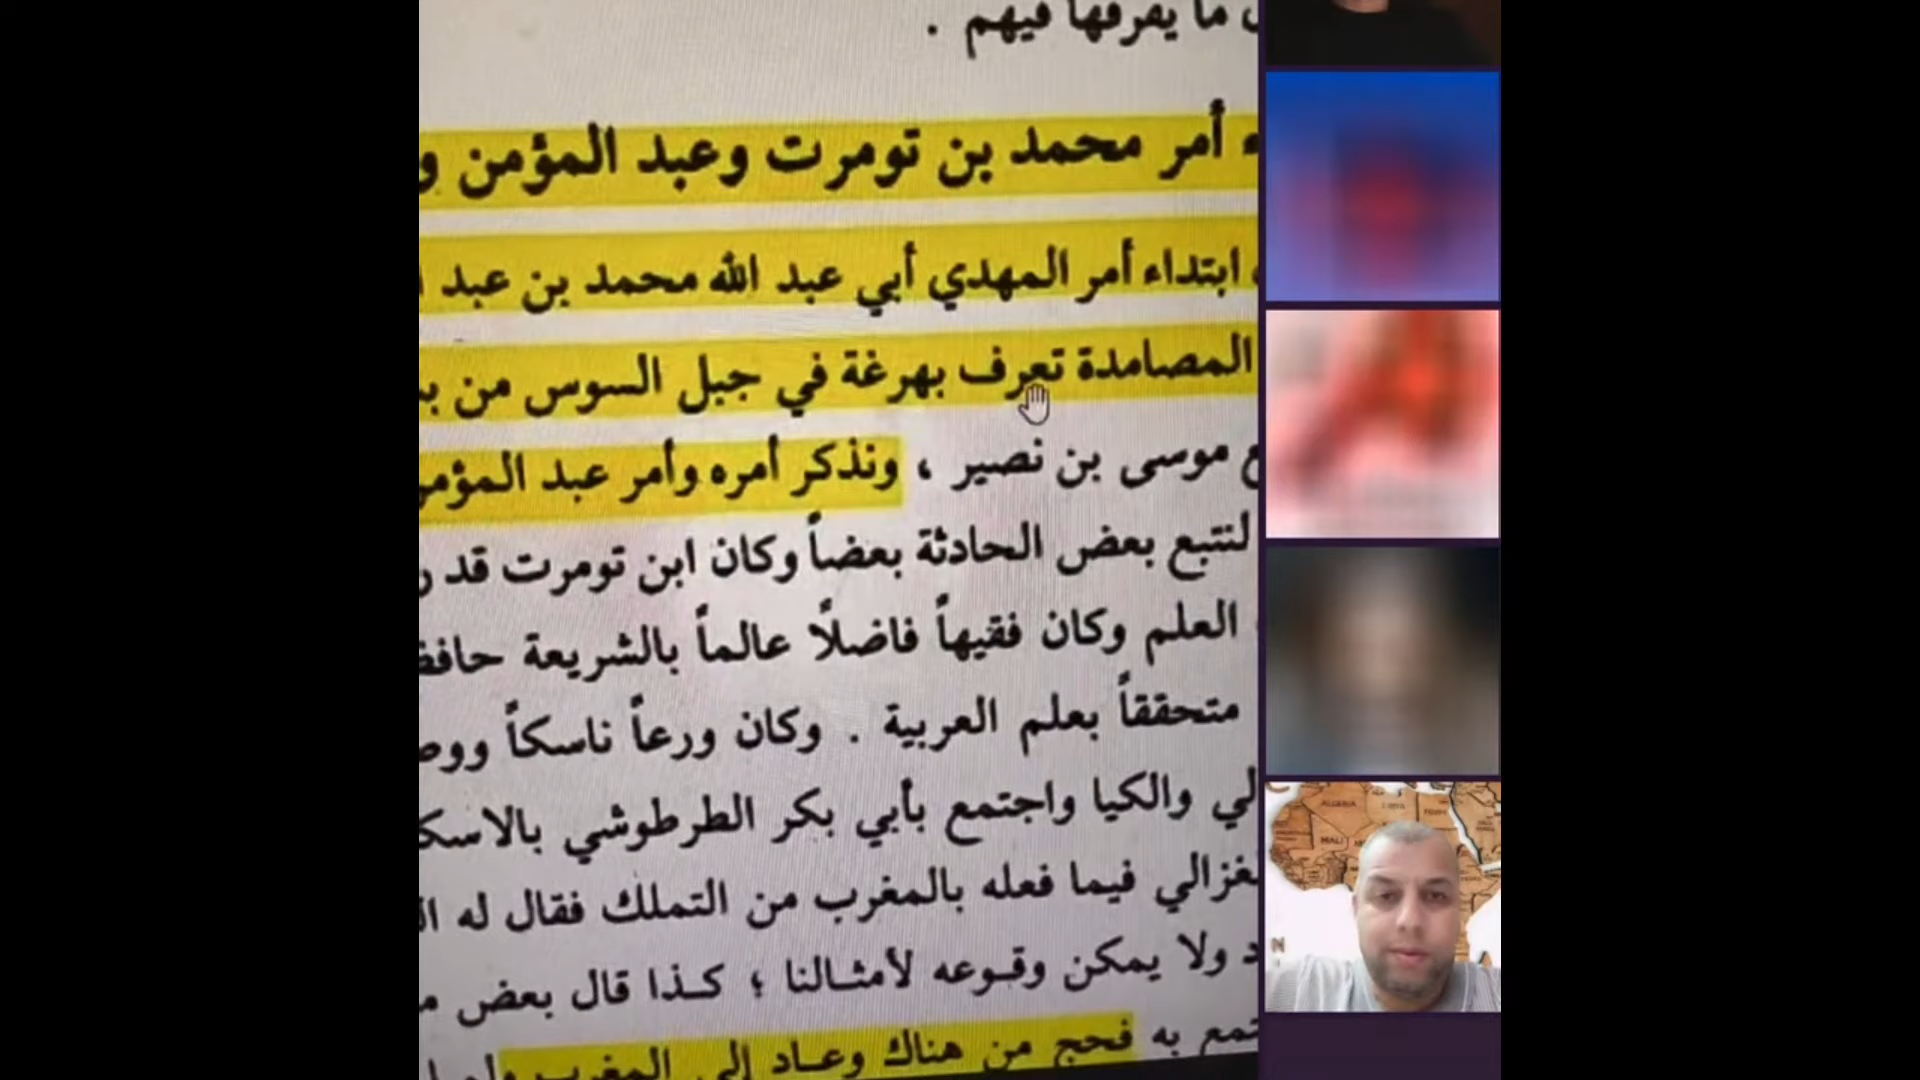 ما يفرقها فيهم .
أمر محمد بن تومرت وعبد المؤمن
ابتداء أمر المهدي أبي عبد الله محمد بن عبد
المصامدة تعرف بهرغة في جبل السوس من
موسى بن نصير ، ونذكر أمره وأمر عبد
لنتبع بعض الحادثة بعضاً وكان ابن تومرت قد
العلم وكان فقيهاً فاضلًا عالماً بالشريعة
متحققاً بعلم العربية . وكان ورعاً ناسكاً
والكيا واجتمع بأبي بكر الطرطوشي
فيما فعله بالمغرب من التملك فقال له
ولا يمكن وقوعه لأمثالنا ؛ كذا قال بعض
به فحج من هناك وعاد إلى المغرب
ALGERIA
MALI